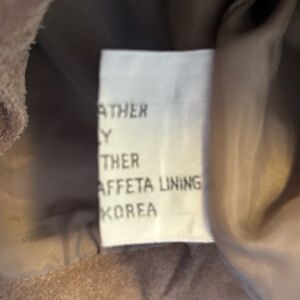 ATHER
Y
THER
AFFETA LINING
KOREA